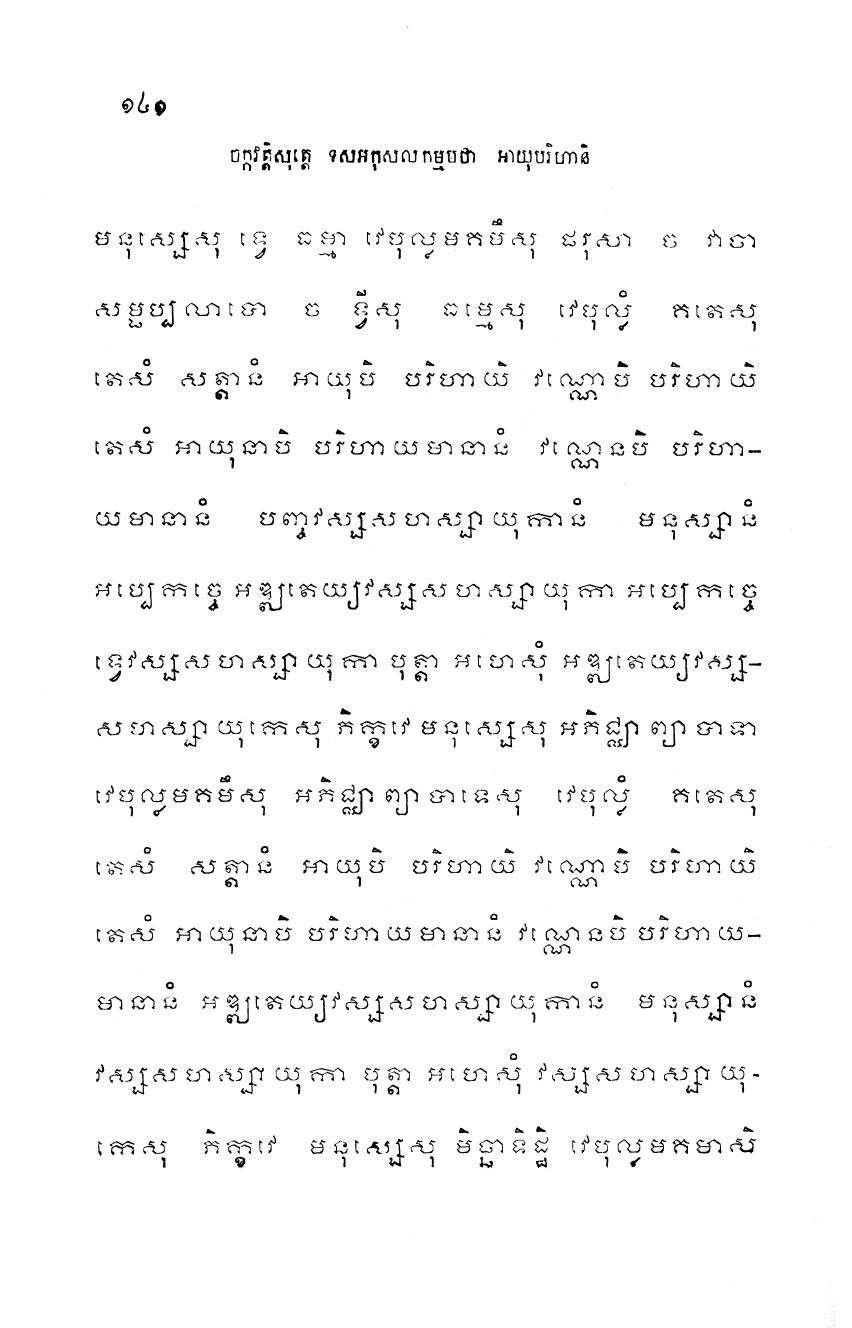 ១៤១
ចក្កវត្តិសុត្តេ ទសអកុសលកម្មបថា អាយុបរិហានិ
មនុស្សេសុ ទ្វេ ធម្មា វេបុល្លមគមំសុ ផរុសា ច វាចា
សម្ផប្បលាបោ ច ទ្វីសុ ធម្មេសុ វេបុល្លំ គតេសុ
តេសំ សត្តានំ អាយុបិ បរិហាយិ វណ្ណោបិ បរិហាយិ
តេសំ អាយុនាបិ បរិហាយមានានំ វណ្ណេនបិ បរិហា-
យមានានំ បញ្ចវស្សសហស្សាយុកានំ មនុស្សានំ
អប្បេកច្ចេ អឌ្ឍតេយ្យវស្សសហស្សាយុកា អប្បេកច្ចេ
ទ្វេវស្សសហស្សាយុកា បុត្តា អហេសុំ អឌ្ឍតេយ្យវស្ស-
សហស្សាយុកេសុ ភិក្ខវេ មនុស្សេសុ អភិជ្ឈាព្យាបាទា
វេបុល្លមគមឹសុ អភិជ្ឈាព្យាបាទេសុ វេបុល្លំ គតេសុ
តេសំ សត្តានំ អាយុបិ បរិហាយិ វណ្ណោបិ បរិហាយិ
តេសំ អាយុនាបិ បរិហាយមានានំ វណ្ណេនបិ បរិហាយ-
មានានំ អឌ្ឍតេយ្យវស្សសហស្សាយុកានំ មនុស្សានំ
វស្សសហស្សាយុកា បុត្តា អហេសុំ វស្សសហស្សាយុ-
កេសុ ភិក្ខវេ មនុស្សេសុ មិច្ឆាទិដ្ឋិ វេបុល្លមគមាសិ